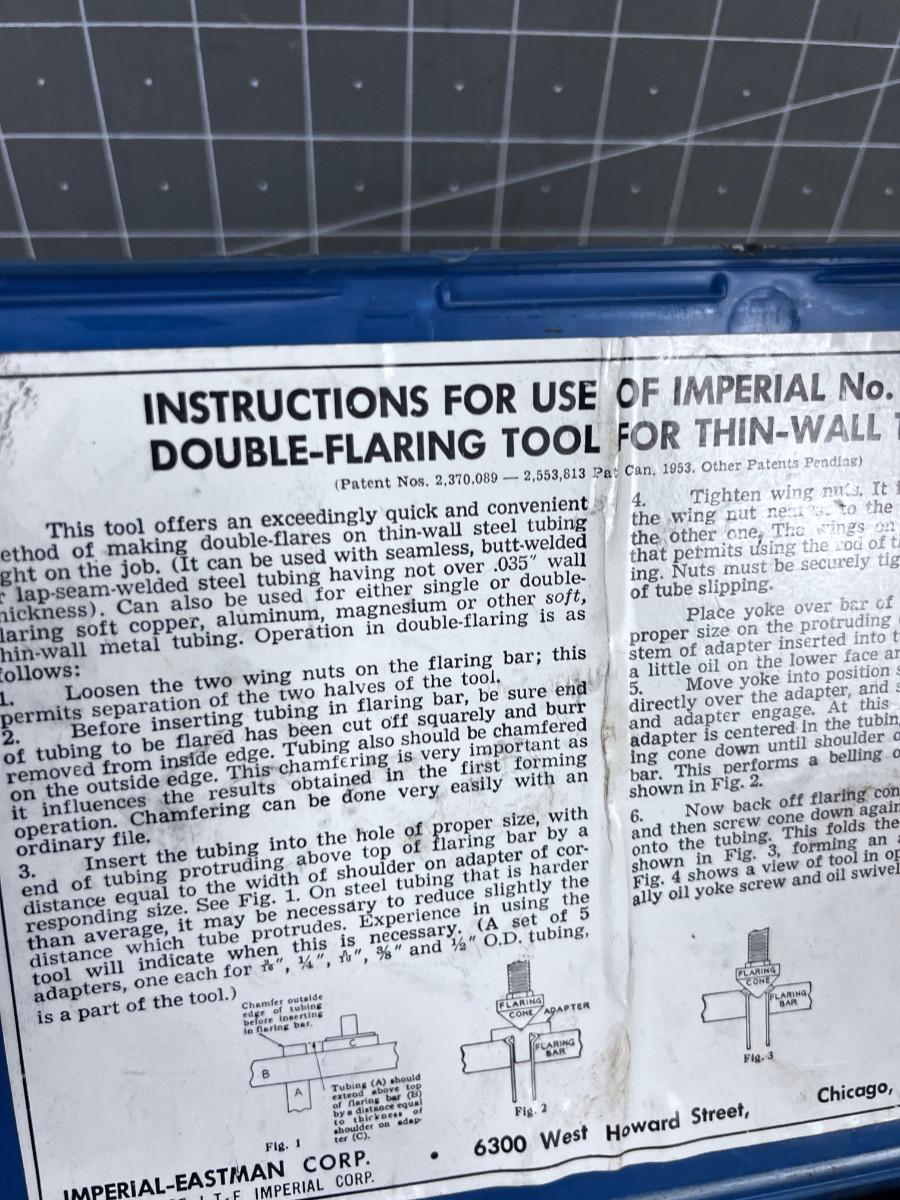 INSTRUCTIONS FOR USE OF IMPERIAL No.
DOUBLE-FLARING TOOL FOR THIN-WALL
(Patent Nos. 2,370,089 — 2,553,813 Pat Can. 1953. Other Patents Pending)
This tool offers an exceedingly quick and convenient
ethod of making double-flares on thin-wall steel tubing
ght on the job. (It can be used with seamless, butt-welded
r lap-seam-welded steel tubing having not over .035" wall
hickness). Can also be used for either single or double-
laring soft copper, aluminum, magnesium or other soft,
hin-wall metal tubing. Operation in double-flaring is as
follows:
1. Loosen the two wing nuts on the flaring bar; this
permits separation of the two halves of the tool.
2. Before inserting tubing in flaring bar, be sure end
of tubing to be flared has been cut off squarely and burr
removed from inside edge. Tubing also should be chamfered
on the outside edge. This chamfering is very important as
it influences the results obtained in the first forming
operation. Chamfering can be done very easily with an
ordinary file.
3. Insert the tubing into the hole of proper size, with
end of tubing protruding above top of flaring bar by a
distance equal to the width of shoulder on adapter of cor-
responding size. See Fig. 1. On steel tubing that is harder
than average, it may be necessary to reduce slightly the
distance which tube protrudes. Experience in using the
tool will indicate when this is necessary. (A set of 5
adapters, one each for 3/16", 1/4", 5/16", 3/8" and 1/2" O.D. tubing,
is a part of the tool.)
4. Tighten wing nuts. It
the wing nut to the
the other one, The wings on
that permits using the rod of t
ing. Nuts must be securely tig
of tube slipping.
Place yoke over bar of
proper size on the protruding
stem of adapter inserted into t
a little oil on the lower face an
5. Move yoke into position s
directly over the adapter, and s
and adapter engage. At this
adapter is centered in the tubin
ing cone down until shoulder o
bar. This performs a belling o
shown in Fig. 2.
6. Now back off flaring con
and then screw cone down again
onto the tubing. This folds the
shown in Fig. 3, forming an
Fig. 4 shows a view of tool in op
ally oil yoke screw and oil swivel
Chamfer outside
edge of tubing
before inserting
in flaring bar.
C
B
A
Tubing (A) should
extend above top
of flaring bar (B)
by a distance equal
to thickness of
shoulder on adap-
ter (C).
Fig. 1
FLARING
CONE
ADAPTER
FLARING
BAR
Fig. 2
FLARING
CONE
FLARING
BAR
Fig. 3
IMPERIAL-EASTMAN CORP. • 6300 West Howard Street, Chicago,
I-T-E IMPERIAL CORP.